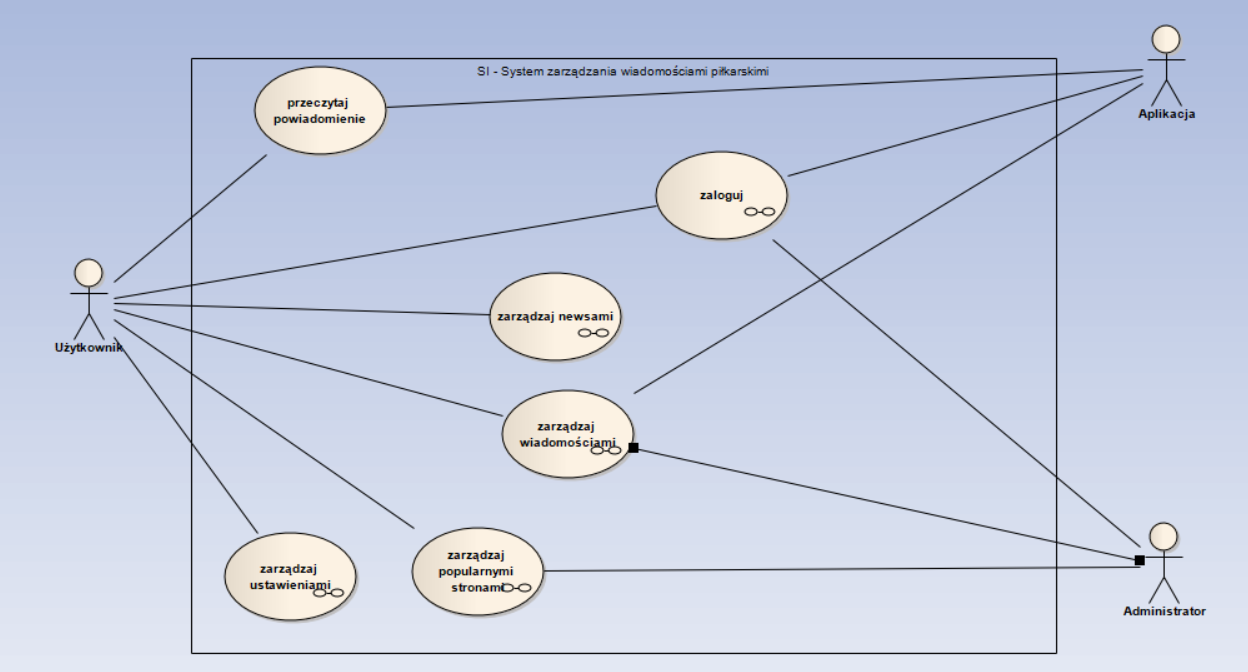 SI - System zarządzania wiadomościami piłkarskimi
przeczytaj
powiadomienie
Aplikacja
zaloguj
Użytkownik
zarządzaj newsami
zarządzaj
wiadomościami
zarządzaj
ustawieniami
zarządzaj
popularnymi
stronami
Administrator